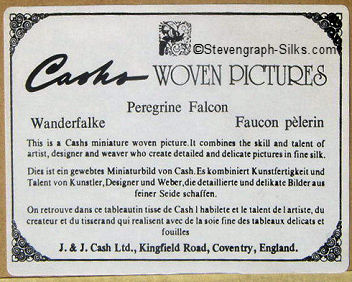 ©Stevengraph-Silks.com
Cashs WOVEN PICTURES
Peregrine Falcon
Wanderfalke Faucon pèlerin
This is a Cashs miniature woven picture.It combines the skill and talent of
artist, designer and weaver who create detailed and delicate pictures in fine silk.
Dies ist ein gewebtes Miniaturbild von Cash.Es kombiniert Kunstfertigkeit und
Talent von Kunstler,Designer und Weber,die detaillierte und delikate Bilder aus
feiner Seide schaffen.
On retrouve dans ce tableautin tisse de Cash l habilete et le talent de l artiste, du
createur et du tisserand qui realisent avec de la soie fine des tableaux delicats et
fouilles
J. & J. Cash Ltd., Kingfield Road, Coventry, England.